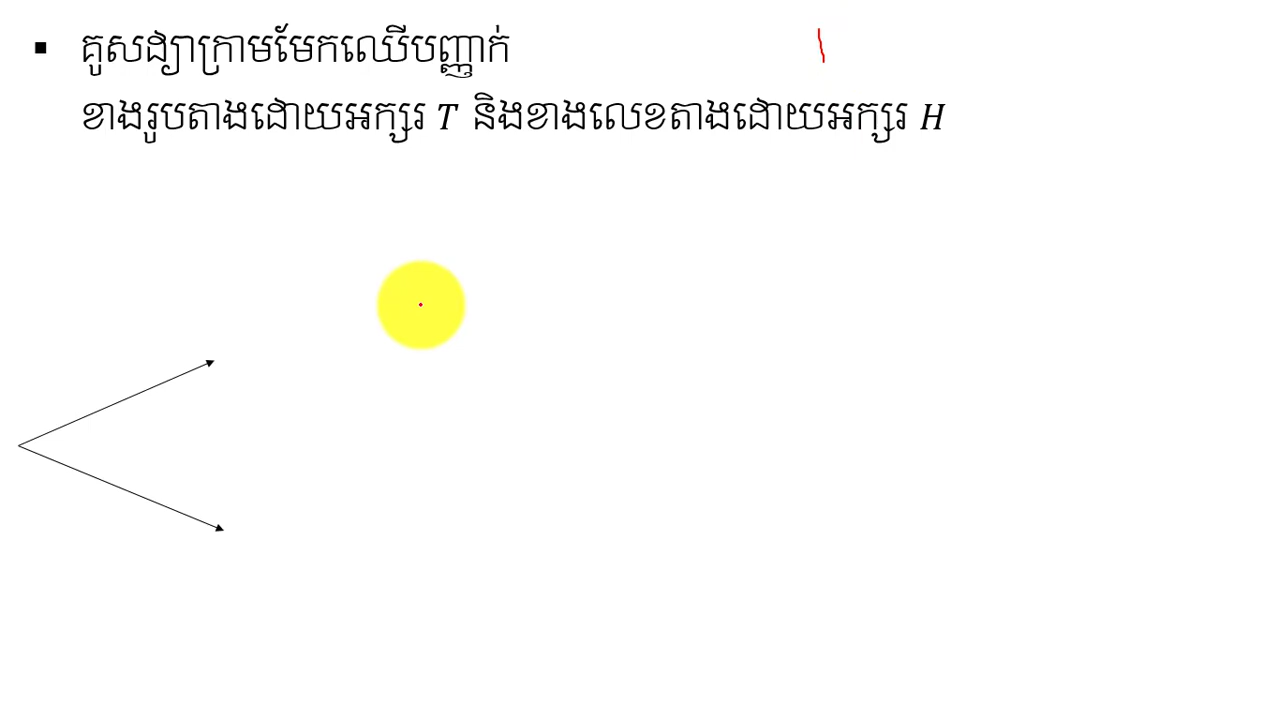 ▪ គូសដ្យាក្រាមមែកឈើបញ្ញាក់
ខាងរូបតាងដោយអក្សរ T និងខាងលេខតាងដោយអក្សរ H